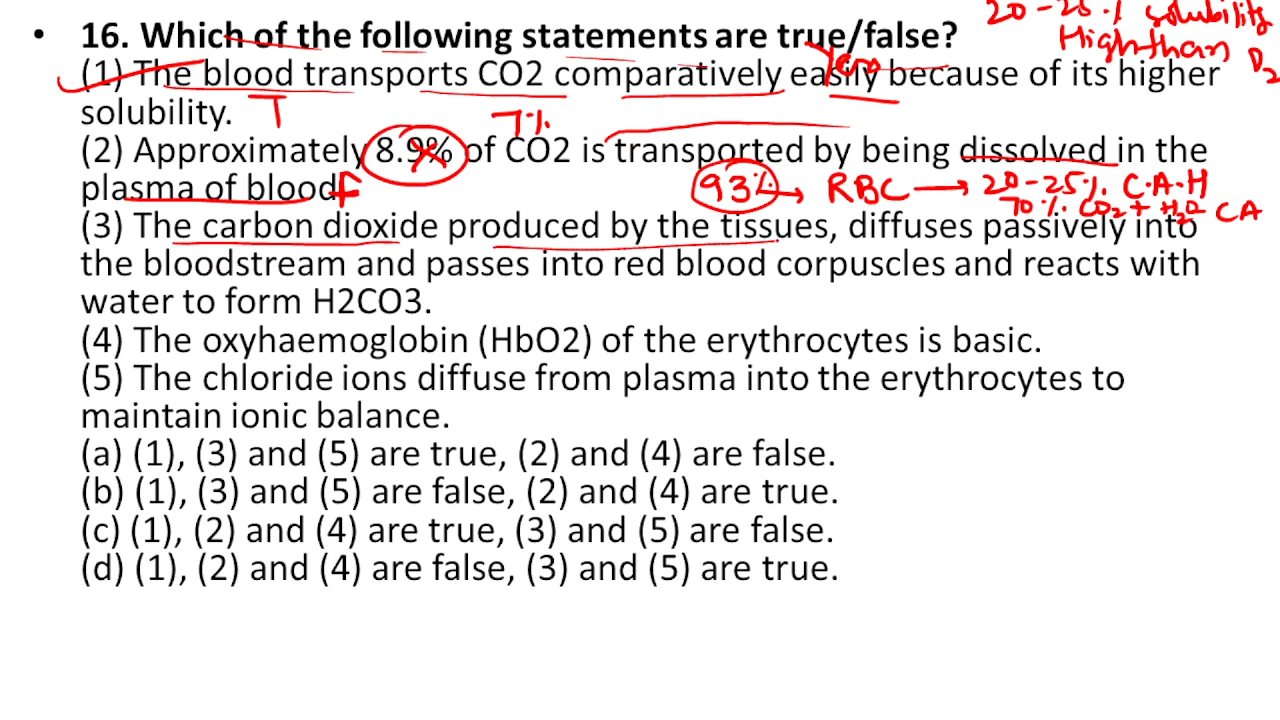 20-25% solubility
High than O2
• 16. Which of the following statements are true/false?
(1) The blood transports CO2 comparatively easily because of its higher
solubility. T
7%
(2) Approximately 8.9% of CO2 is transported by being dissolved in the
plasma of blood F
93% → RBC → 20-25% C.A.H
70% CO2 + H2O CA
(3) The carbon dioxide produced by the tissues, diffuses passively into
the bloodstream and passes into red blood corpuscles and reacts with
water to form H2CO3.
(4) The oxyhaemoglobin (HbO2) of the erythrocytes is basic.
(5) The chloride ions diffuse from plasma into the erythrocytes to
maintain ionic balance.
(a) (1), (3) and (5) are true, (2) and (4) are false.
(b) (1), (3) and (5) are false, (2) and (4) are true.
(c) (1), (2) and (4) are true, (3) and (5) are false.
(d) (1), (2) and (4) are false, (3) and (5) are true.